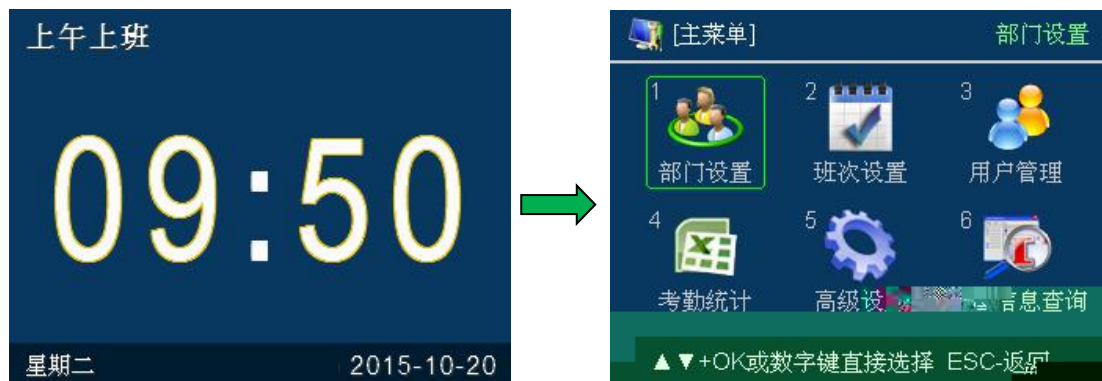 上午上班
09:50
星期二 2015-10-20
[主菜单] 部门设置
1 2 3
部门设置 班次设置 用户管理
4 5 6
考勤统计 高级设 息查询
▲▼+OK或数字键直接选择 ESC-返回